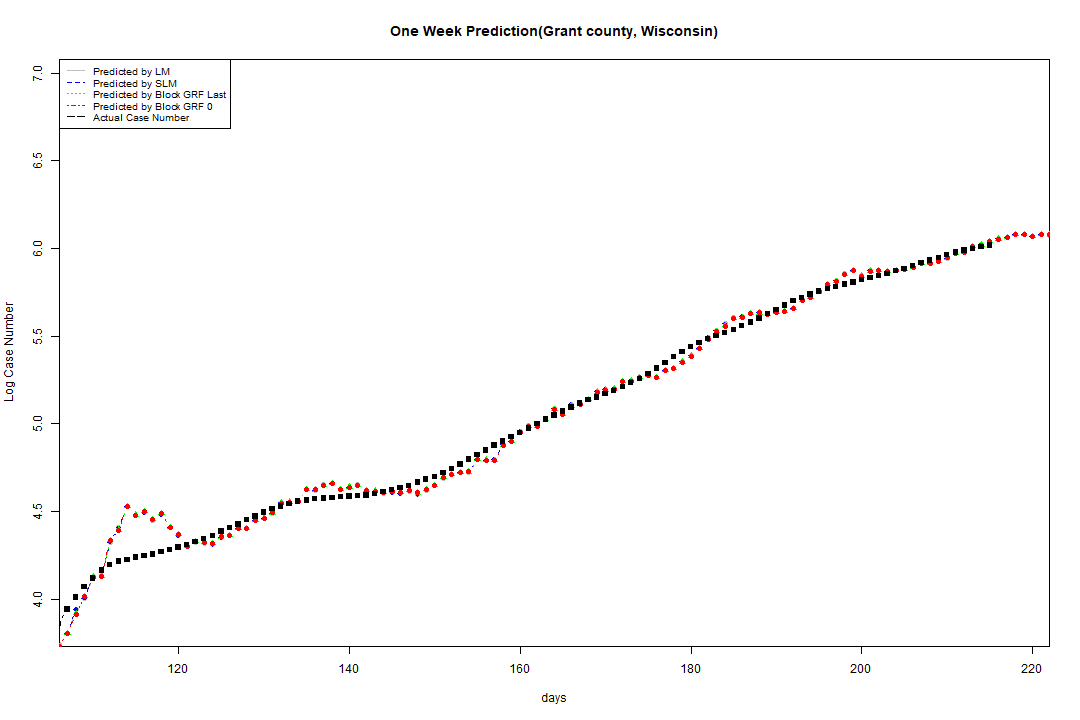 One Week Prediction(Grant county, Wisconsin)
Predicted by LM
Predicted by SLM
Predicted by Block GRF Last
Predicted by Block GRF 0
Actual Case Number
7.0
6.5
6.0
5.5
5.0
4.5
4.0
Log Case Number
120 140 160 180 200 220
days